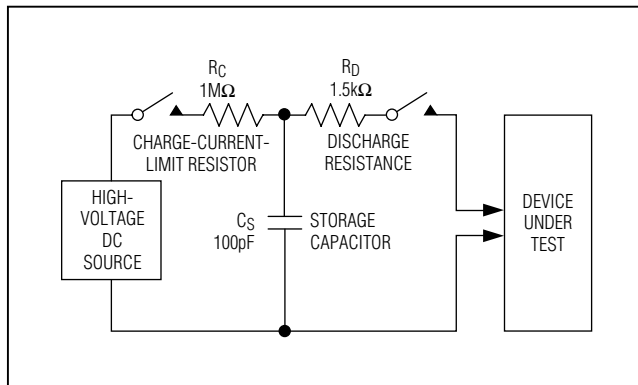 R_C
1MΩ
R_D
1.5kΩ
CHARGE-CURRENT-
LIMIT RESISTOR
DISCHARGE
RESISTANCE
HIGH-
VOLTAGE
DC
SOURCE
C_S
100pF
STORAGE
CAPACITOR
DEVICE
UNDER
TEST